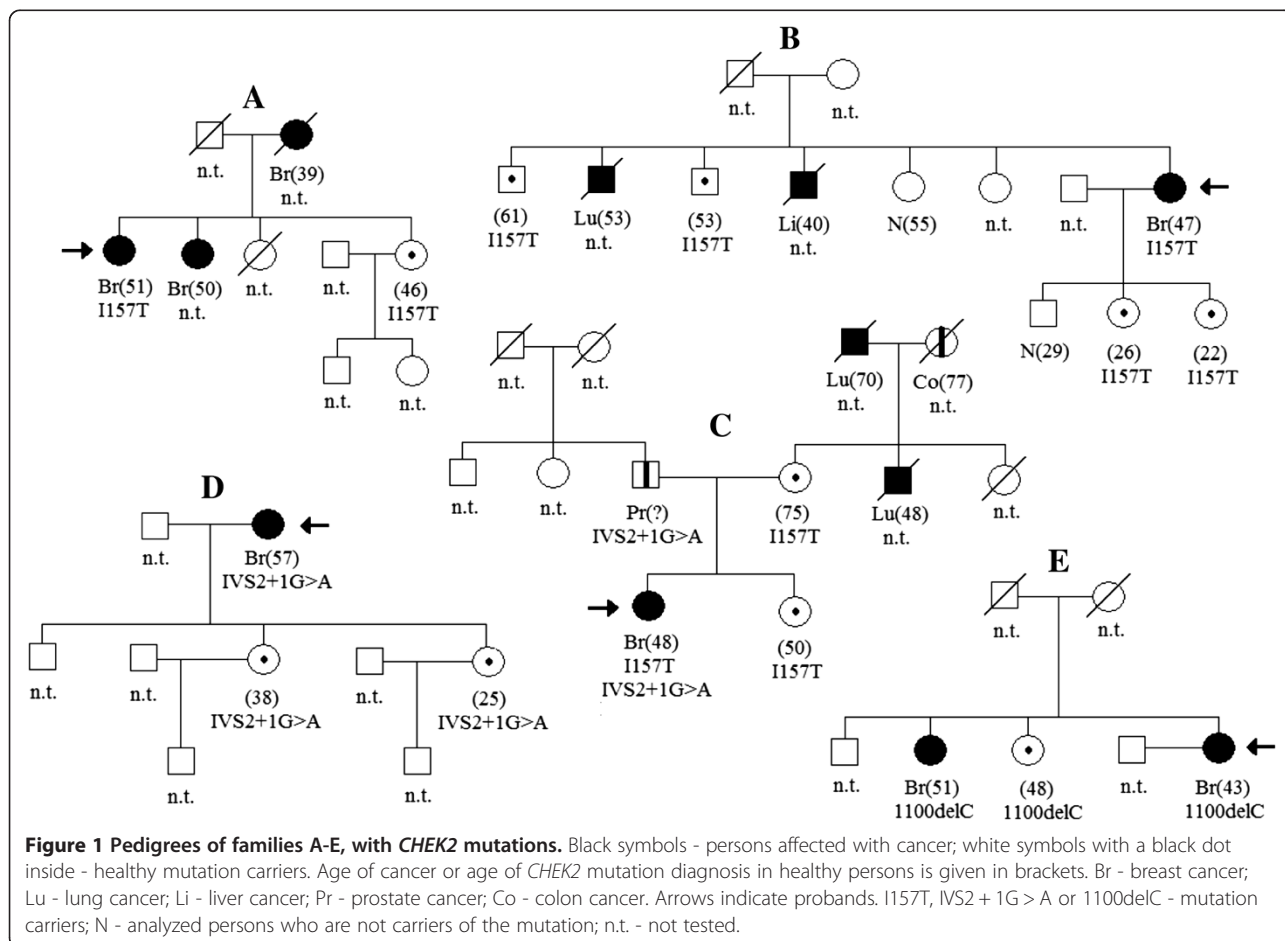 B
n.t. n.t.
A
n.t. Br(39)
n.t.
(61) Lu(53) (53) Li(40) N(55) n.t. n.t. Br(47)
I157T n.t. I157T n.t. I157T
Br(51) Br(50) n.t. n.t. (46)
I157T n.t. I157T
n.t. n.t.
N(29) (26) (22)
I157T I157T
n.t. n.t. Lu(70) Co(77)
n.t. n.t.
C
n.t. n.t. Pr(?) (75) Lu(48) n.t.
IVS2+1G>A I157T n.t.
Br(48) (50)
I157T I157T
IVS2+1G>A
D
n.t. Br(57)
IVS2+1G>A
n.t. n.t. (38) n.t. (25)
IVS2+1G>A IVS2+1G>A
n.t. n.t.
E
n.t. n.t.
n.t. Br(51) (48) n.t. Br(43)
1100delC 1100delC 1100delC
Figure 1 Pedigrees of families A-E, with CHEK2 mutations. Black symbols - persons affected with cancer; white symbols with a black dot
inside - healthy mutation carriers. Age of cancer or age of CHEK2 mutation diagnosis in healthy persons is given in brackets. Br - breast cancer;
Lu - lung cancer; Li - liver cancer; Pr - prostate cancer; Co - colon cancer. Arrows indicate probands. I157T, IVS2 + 1G > A or 1100delC - mutation
carriers; N - analyzed persons who are not carriers of the mutation; n.t. - not tested.